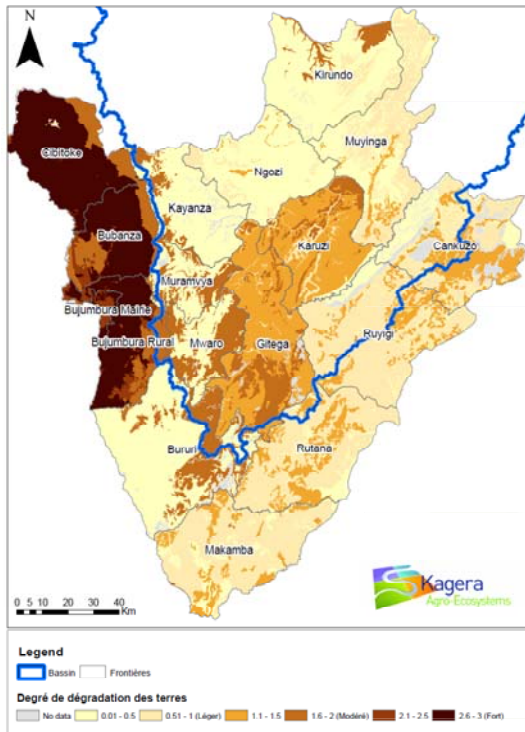 N
Kirundo
Muyinga
Cibitoke
Ngozi
Kayanza
Bubanza
Karuzi
Cankuzo
Muramvya
Bujumbura Mairie
Bujumbura Rural
Mwaro
Gitega
Ruyigi
Bururi
Rutana
Makamba
0 5 10 20 30 40
Km
Kagera
Agro-Ecosystems
Legend
Bassin Frontières
Degré de dégradation des terres
No data 0.01 - 0.5 0.51 - 1 (Léger) 1.1 - 1.5 1.6 - 2 (Modéré) 2.1 - 2.5 2.6 - 3 (Fort)